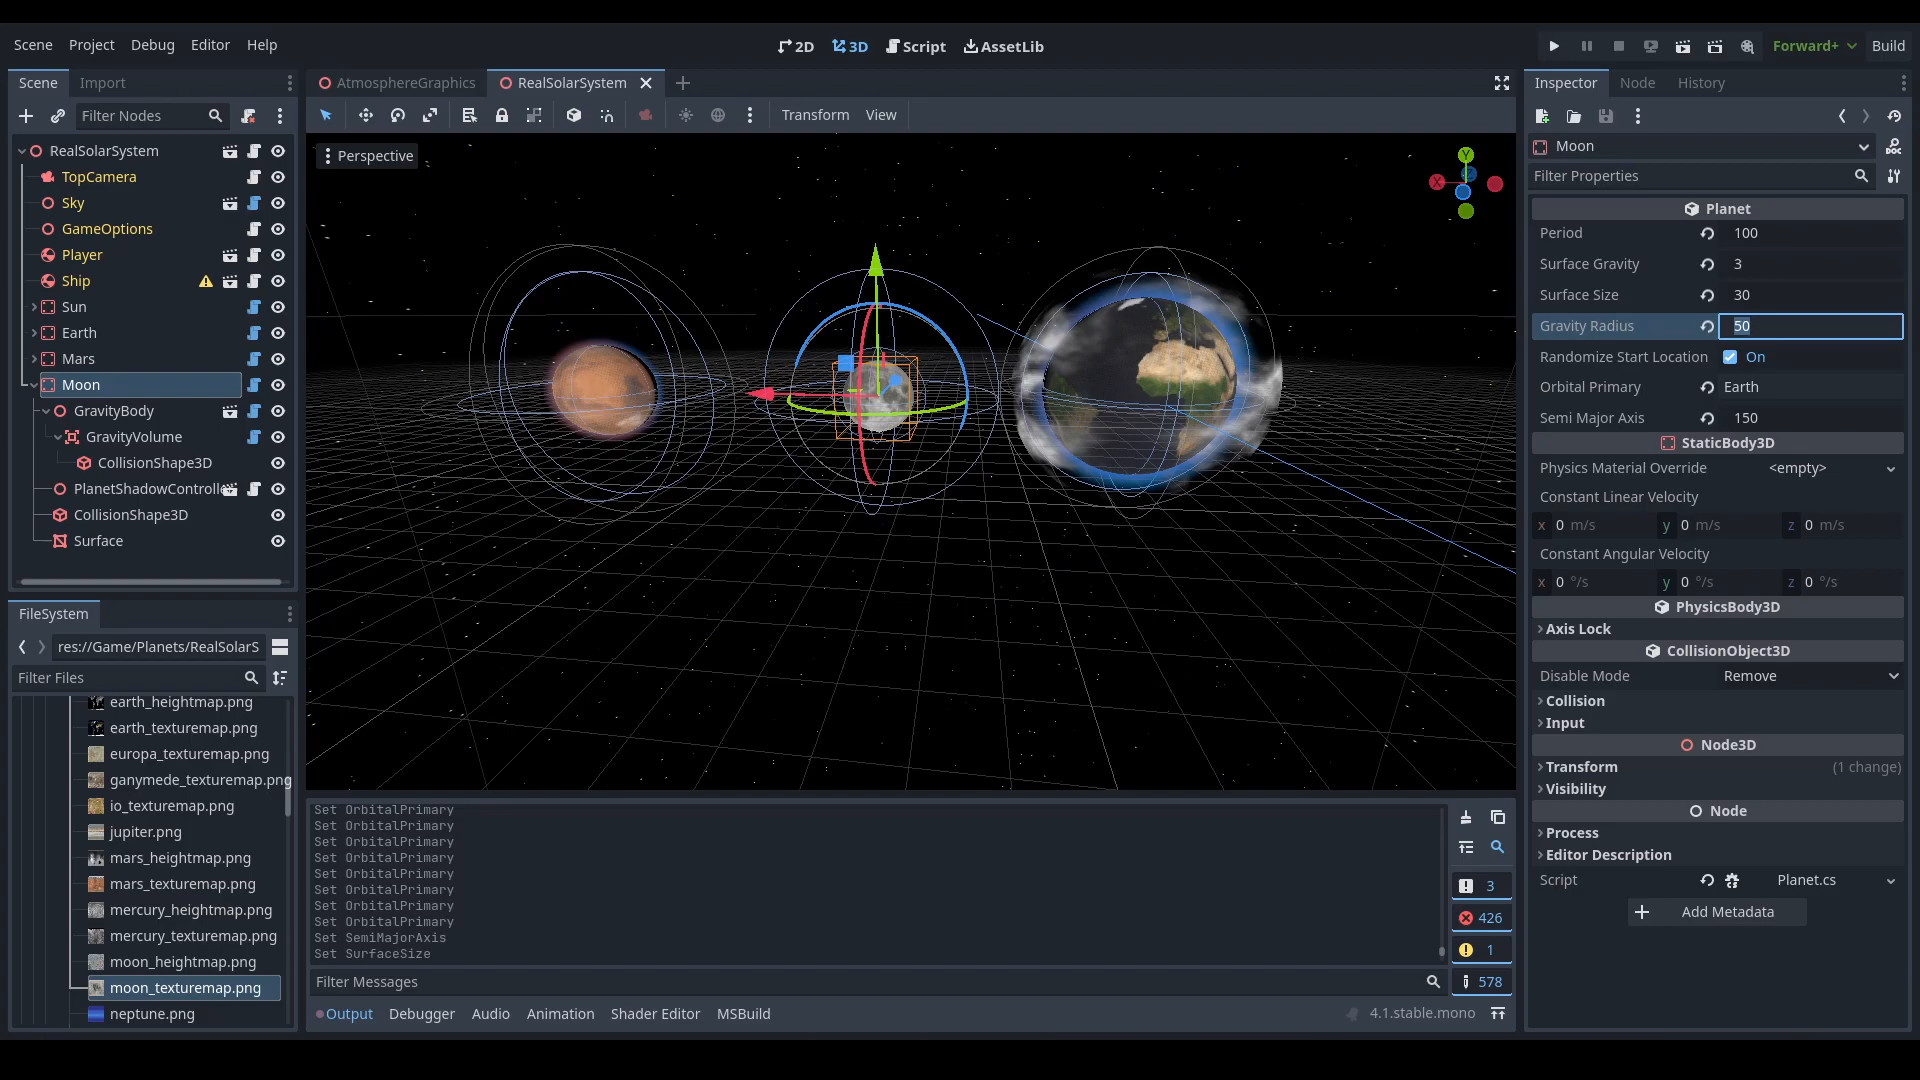 Scene Project Debug Editor Help
2D 3D Script AssetLib
Forward+ Build
Scene Import
Filter Nodes
RealSolarSystem
TopCamera
Sky
GameOptions
Player
Ship
Sun
Earth
Mars
Moon
GravityBody
GravityVolume
CollisionShape3D
PlanetShadowControlle
CollisionShape3D
Surface
FileSystem
res://Game/Planets/RealSolarS
Filter Files
earth_heightmap.png
earth_texturemap.png
europa_texturemap.png
ganymede_texturemap.png
io_texturemap.png
jupiter.png
mars_heightmap.png
mars_texturemap.png
mercury_heightmap.png
mercury_texturemap.png
moon_heightmap.png
moon_texturemap.png
neptune.png
AtmosphereGraphics RealSolarSystem
Transform View
Perspective
Y
X
Z
Set OrbitalPrimary
Set OrbitalPrimary
Set OrbitalPrimary
Set OrbitalPrimary
Set OrbitalPrimary
Set OrbitalPrimary
Set OrbitalPrimary
Set OrbitalPrimary
Set SemiMajorAxis
Set SurfaceSize
3
426
1
578
Filter Messages
Output Debugger Audio Animation Shader Editor MSBuild
4.1.stable.mono
Inspector Node History
Moon
Filter Properties
Planet
Period 100
Surface Gravity 3
Surface Size 30
Gravity Radius 50
Randomize Start Location On
Orbital Primary Earth
Semi Major Axis 150
StaticBody3D
Physics Material Override <empty>
Constant Linear Velocity
x 0 m/s y 0 m/s z 0 m/s
Constant Angular Velocity
x 0 °/s y 0 °/s z 0 °/s
PhysicsBody3D
Axis Lock
CollisionObject3D
Disable Mode Remove
Collision
Input
Node3D
Transform (1 change)
Visibility
Node
Process
Editor Description
Script Planet.cs
Add Metadata